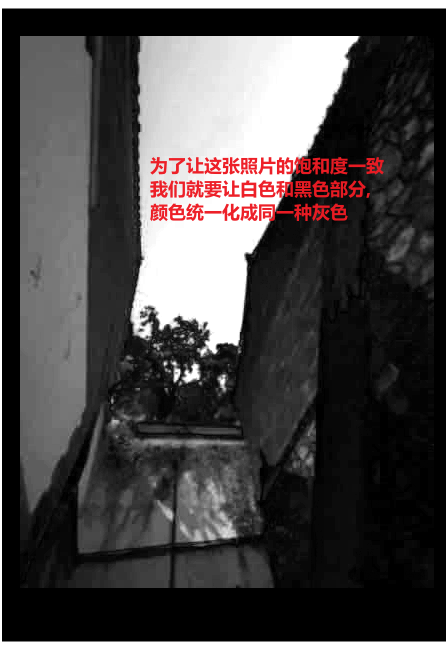 为了让这张照片的饱和度一致
我们就要让白色和黑色部分，
颜色统一化成同一种灰色